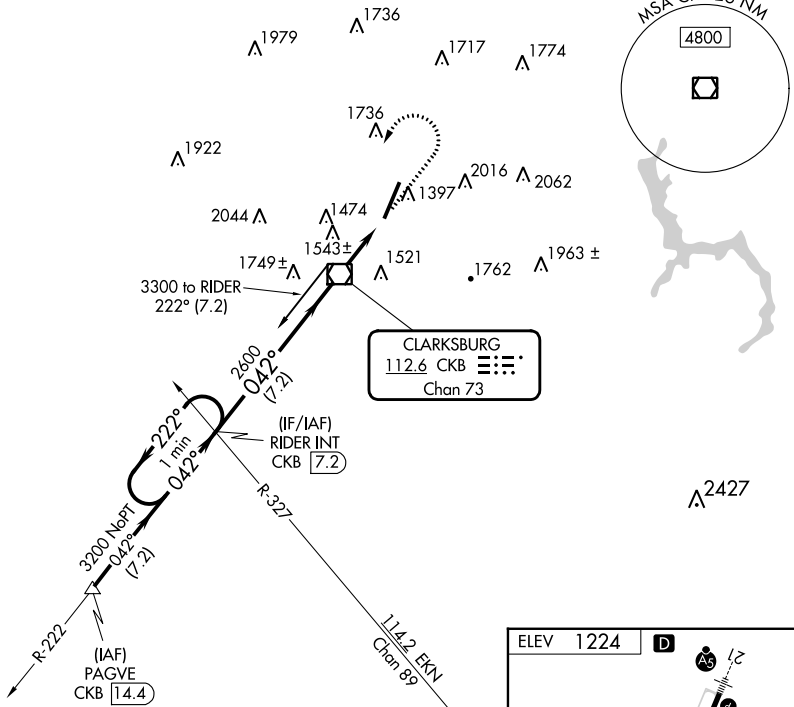 MSA CKB 25 NM
4800
1979
1736
1717
1774
1736
1922
1397
2016
2062
2044
1474
1543±
1749±
1521
1762
1963 ±
3300 to RIDER
222° (7.2)
CLARKSBURG
112.6 CKB
Chan 73
2600
042°
(7.2)
(IF/IAF)
RIDER INT
CKB 7.2
222°
1 min
042°
R-327
3200 NoPT
042°
(7.2)
2427
R-222
(IAF)
PAGVE
CKB 14.4
114.2 EKN
Chan 89
ELEV 1224 D
A5
21